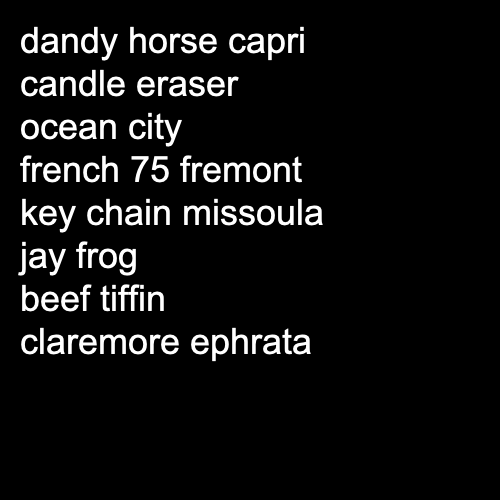 dandy horse capri
candle eraser
ocean city
french 75 fremont
key chain missoula
jay frog
beef tiffin
claremore ephrata